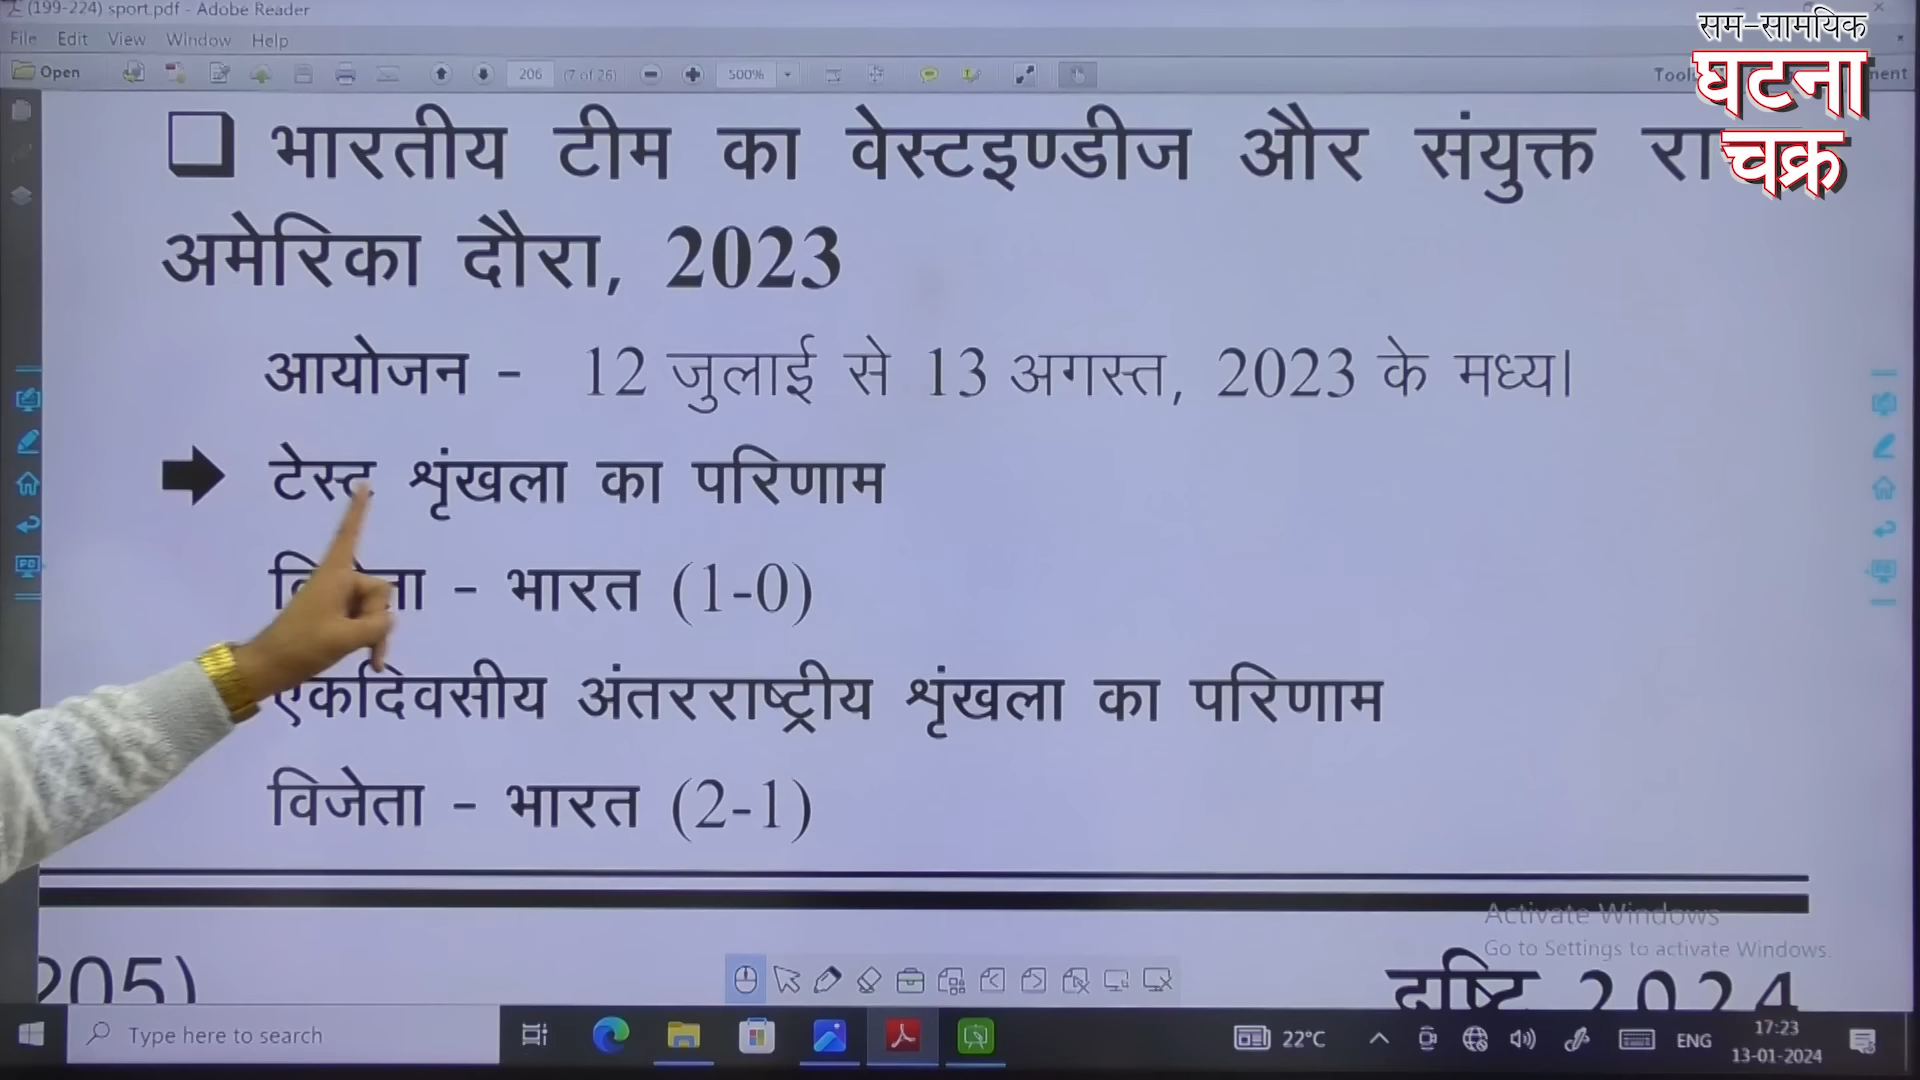 (199-224) sport.pdf - Adobe Reader
File Edit View Window Help
Open 206 (7 of 26) 500%
सम-सामयिक
घटना
चक्र
भारतीय टीम का वेस्टइण्डीज और संयुक्त
अमेरिका दौरा, 2023
आयोजन - 12 जुलाई से 13 अगस्त, 2023 के मध्य।
टेस्ट शृंखला का परिणाम
विजेता - भारत (1-0)
एकदिवसीय अंतरराष्ट्रीय शृंखला का परिणाम
विजेता - भारत (2-1)
Activate Windows
Go to Settings to activate Windows.
205)
2024
Type here to search
22°C
ENG
17:23
13-01-2024